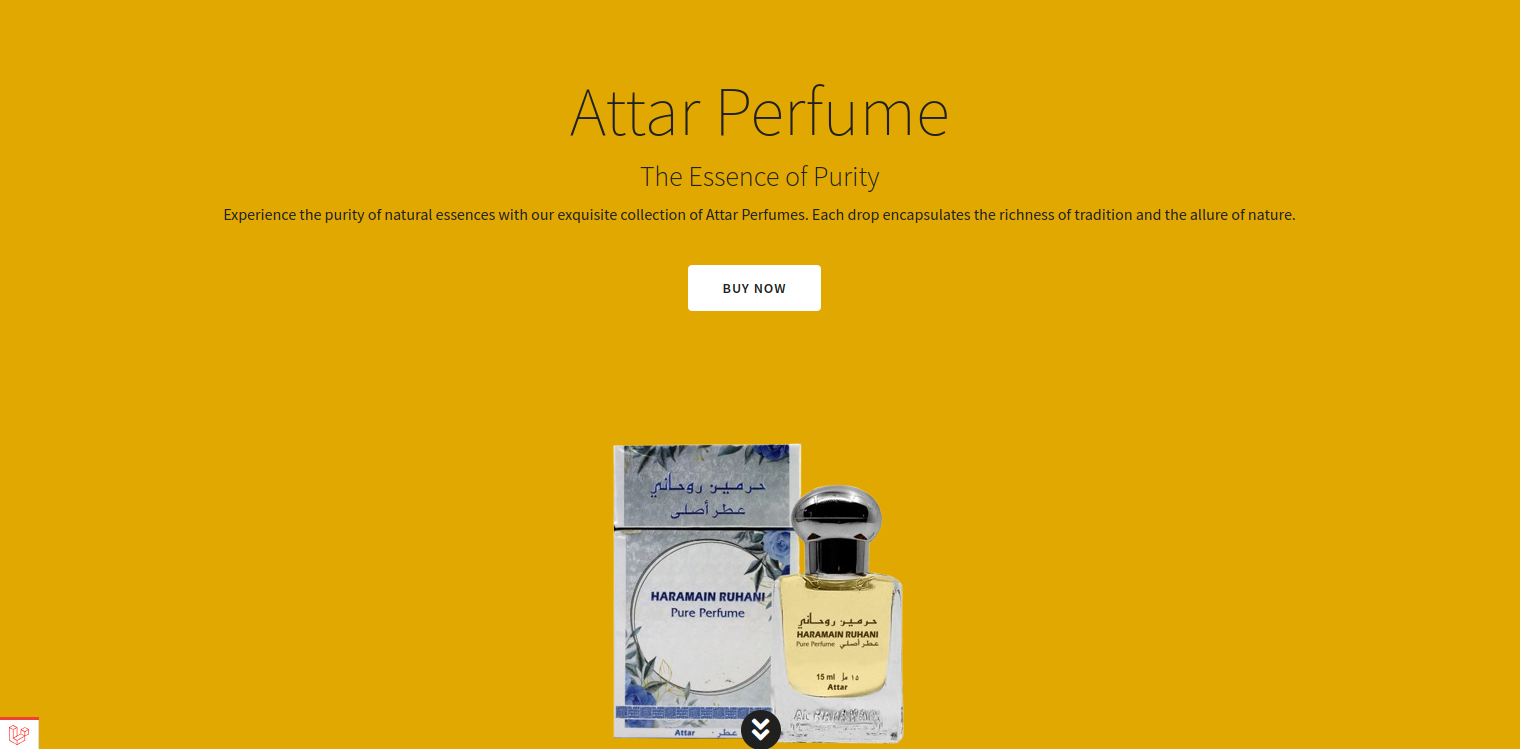 Attar Perfume
The Essence of Purity
Experience the purity of natural essences with our exquisite collection of Attar Perfumes. Each drop encapsulates the richness of tradition and the allure of nature.
BUY NOW
حرمين روحاني
عطر أصلي
HARAMAIN RUHANI
Pure Perfume
Attar عطر
حرمين روحاني
HARAMAIN RUHANI
Pure Perfume عطر أصلي
15 ml ١٥ مل
Attar